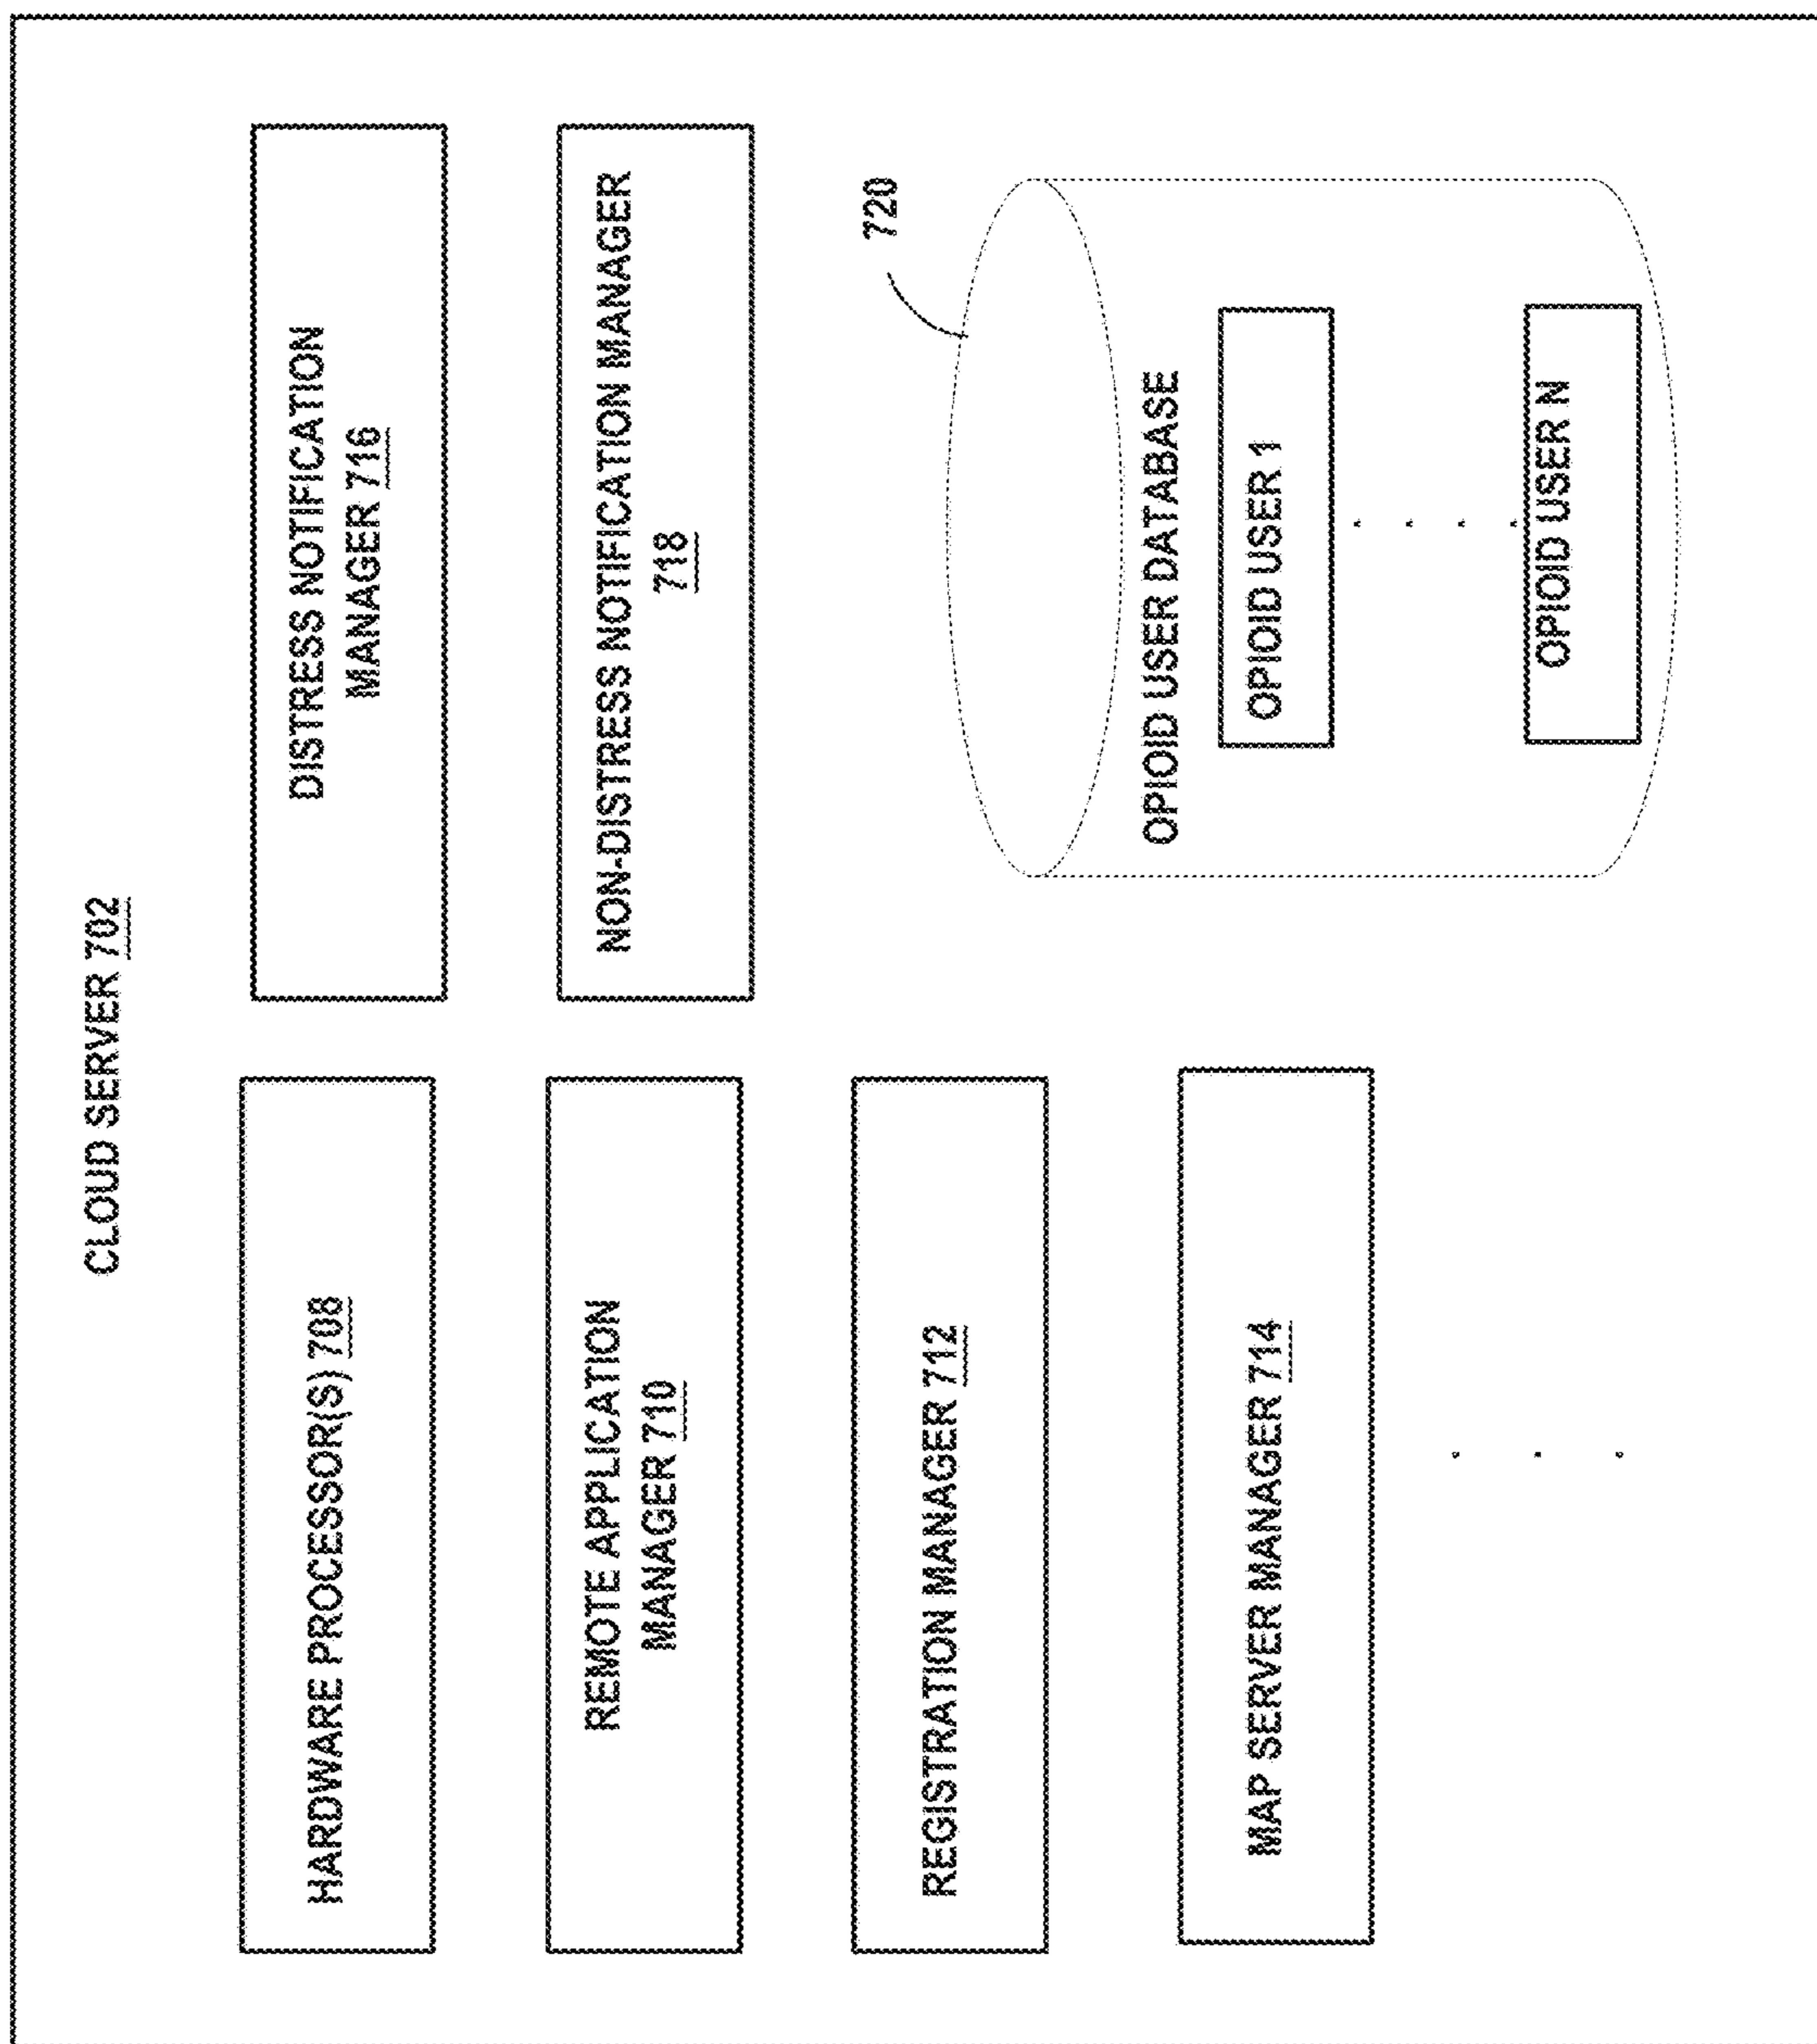 CLOUD SERVER 702
HARDWARE PROCESSOR(S) 708
REMOTE APPLICATION
MANAGER 710
REGISTRATION MANAGER 712
MAP SERVER MANAGER 714
DISTRESS NOTIFICATION
MANAGER 716
NON-DISTRESS NOTIFICATION MANAGER
718
720
OPIOID USER DATABASE
OPIOID USER 1
OPIOID USER N